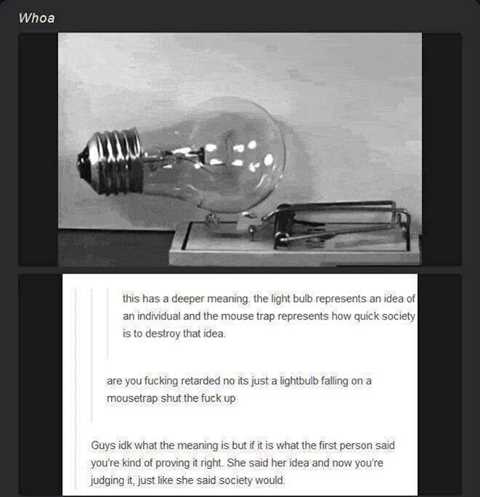 Whoa
this has a deeper meaning. the light bulb represents an idea of
an individual and the mouse trap represents how quick society
is to destroy that idea.
are you fucking retarded no its just a lightbulb falling on a
mousetrap shut the fuck up
Guys idk what the meaning is but if it is what the first person said
you're kind of proving it right. She said her idea and now you're
judging it, just like she said society would.